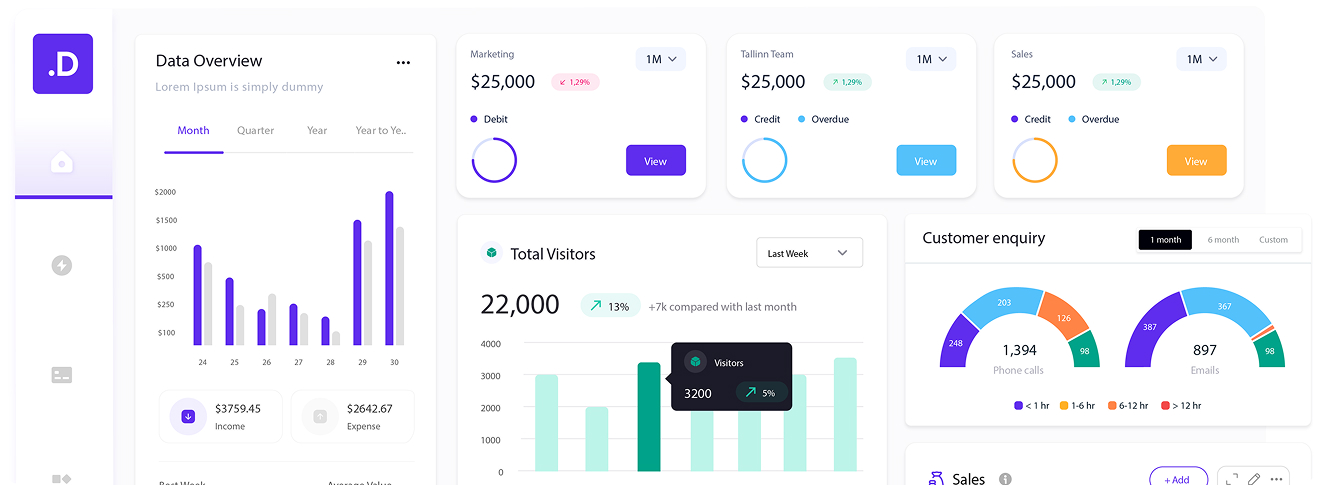 .D
Data Overview
Lorem Ipsum is simply dummy
Month Quarter Year Year to Ye..
$2000
$1500
$1000
$500
$250
$100
24 25 26 27 28 29 30
$3759.45
Income
$2642.67
Expense
Best Week
Average Value
Marketing
1M
$25,000
1,29%
Debit
View
Tallinn Team
1M
$25,000
1,29%
Credit Overdue
View
Sales
1M
$25,000
1,29%
Credit Overdue
View
Total Visitors
Last Week
22,000
13%
+7k compared with last month
4000
3000
2000
1000
0
Visitors
3200
5%
Customer enquiry
1 month 6 month Custom
248
203
126
98
1,394
Phone calls
387
367
98
897
Emails
< 1 hr 1-6 hr 6-12 hr > 12 hr
Sales
+ Add